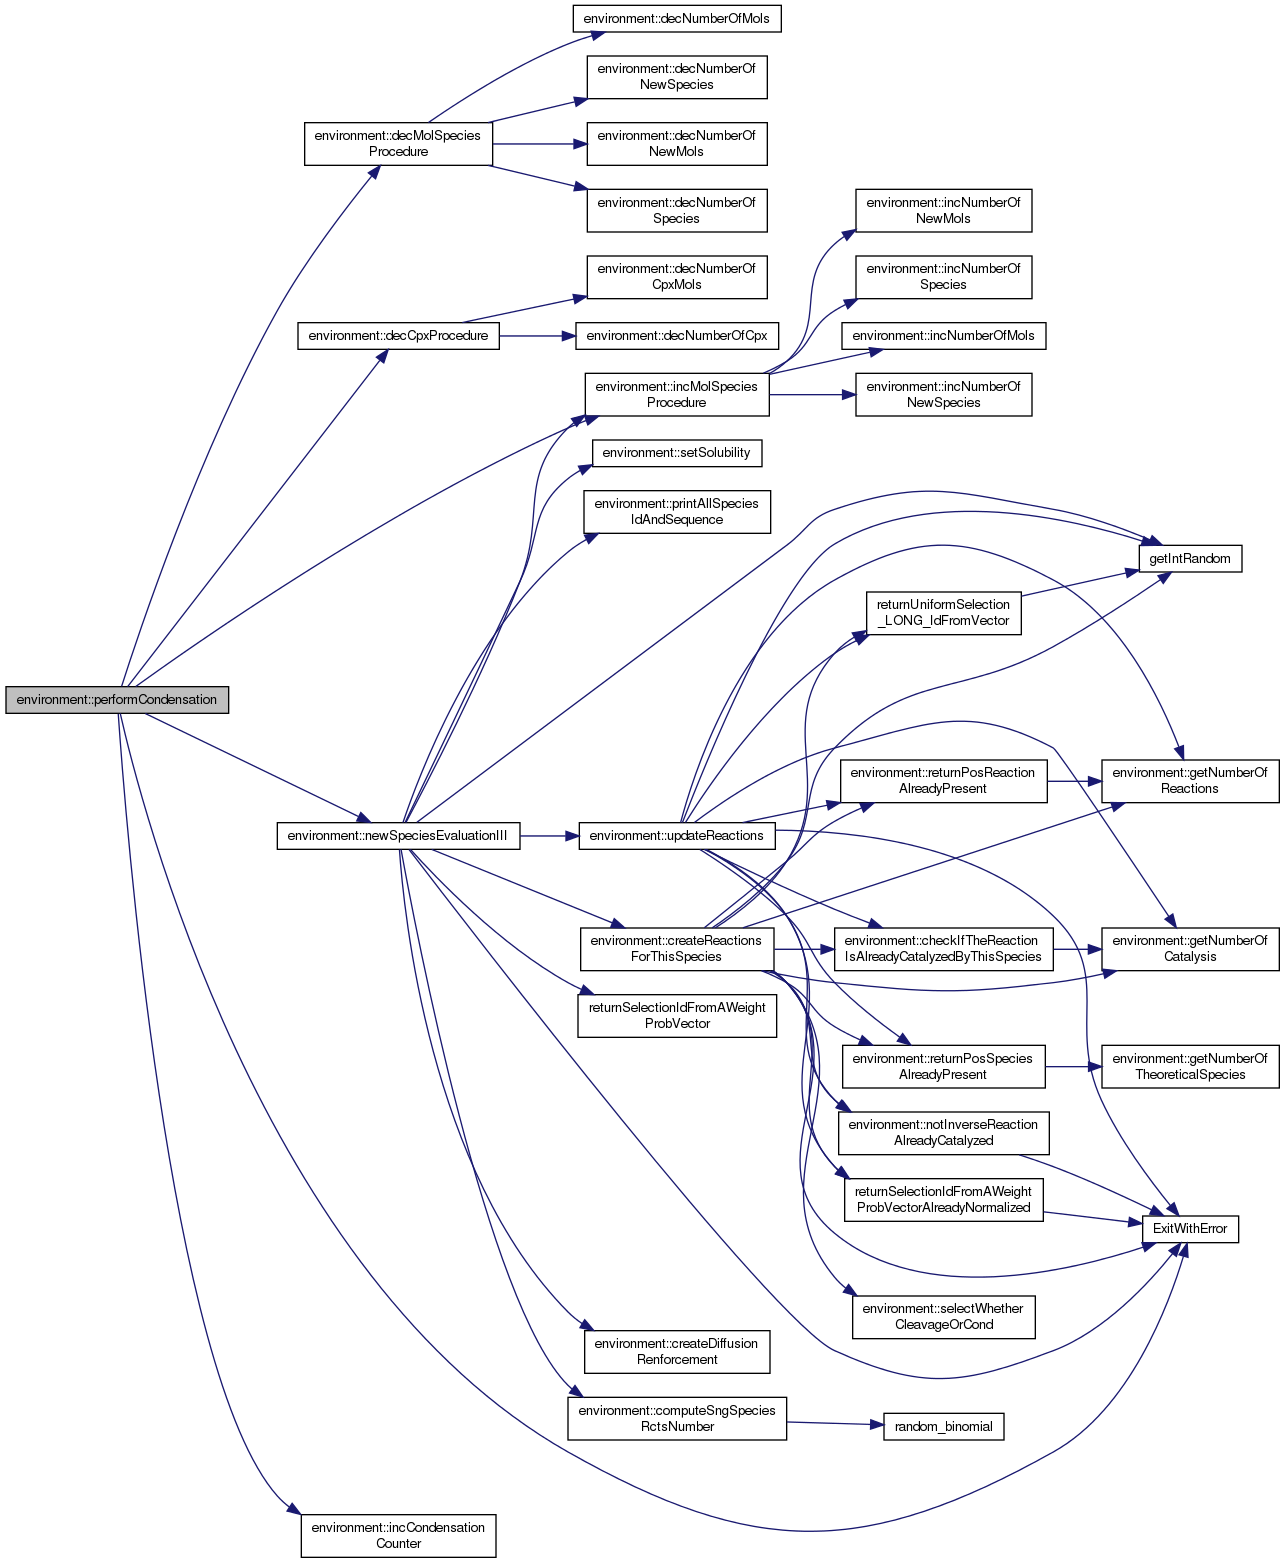 environment::decNumberOfMols
environment::decNumberOf
NewSpecies
environment::decMolSpecies
Procedure
environment::decNumberOf
NewMols
environment::decNumberOf
Species
environment::incNumberOf
NewMols
environment::decNumberOf
CpxMols
environment::incNumberOf
Species
environment::decCpxProcedure
environment::decNumberOfCpx
environment::incNumberOfMols
environment::incMolSpecies
Procedure
environment::incNumberOf
NewSpecies
environment::setSolubility
environment::printAllSpecies
IdAndSequence
getIntRandom
returnUniformSelection
_LONG_IdFromVector
environment::performCondensation
environment::returnPosReaction
AlreadyPresent
environment::getNumberOf
Reactions
environment::newSpeciesEvaluationIII
environment::updateReactions
environment::createReactions
ForThisSpecies
environment::checkIfTheReaction
IsAlreadyCatalyzedByThisSpecies
environment::getNumberOf
Catalysis
returnSelectionIdFromAWeight
ProbVector
environment::returnPosSpecies
AlreadyPresent
environment::getNumberOf
TheoreticalSpecies
environment::notInverseReaction
AlreadyCatalyzed
returnSelectionIdFromAWeight
ProbVectorAlreadyNormalized
ExitWithError
environment::selectWhether
CleavageOrCond
environment::createDiffusion
Renforcement
environment::computeSngSpecies
RctsNumber
random_binomial
environment::incCondensation
Counter